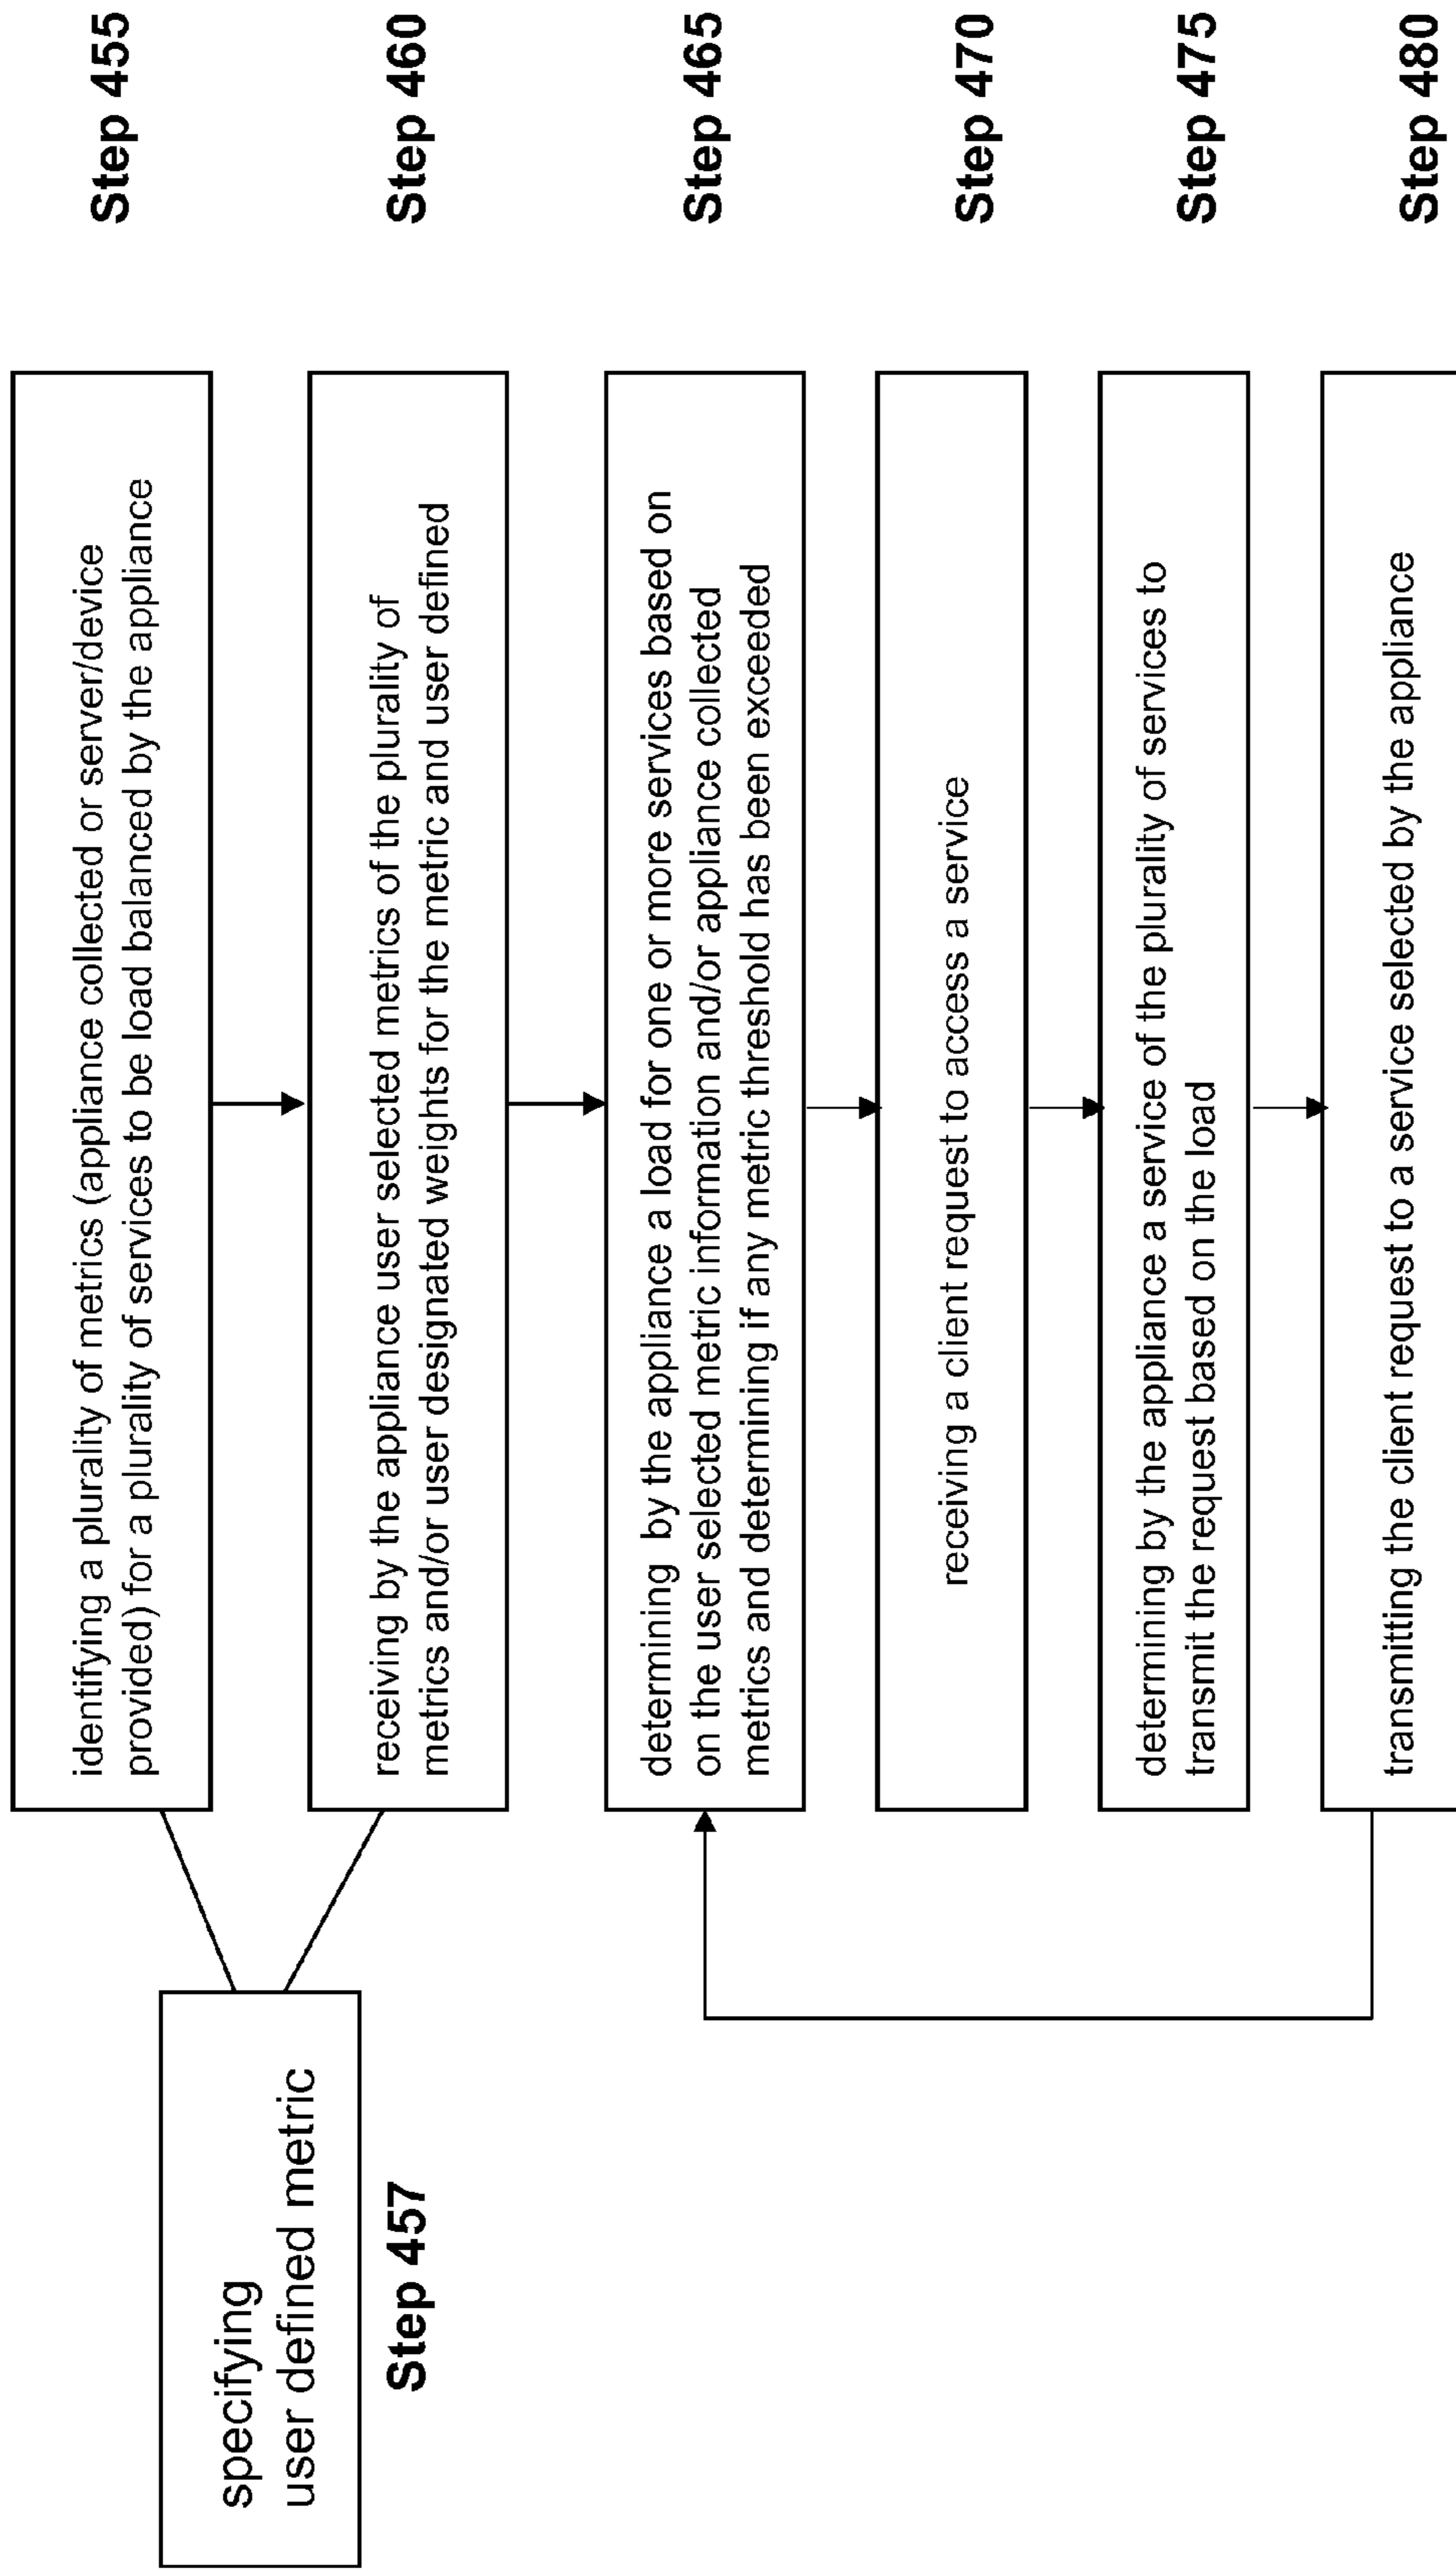 identifying a plurality of metrics (appliance collected or server/device
provided) for a plurality of services to be load balanced by the appliance
Step 455
specifying
user defined metric
Step 457
receiving by the appliance user selected metrics of the plurality of
metrics and/or user designated weights for the metric and user defined
Step 460
determining by the appliance a load for one or more services based on
on the user selected metric information and/or appliance collected
metrics and determining if any metric threshold has been exceeded
Step 465
receiving a client request to access a service
Step 470
determining by the appliance a service of the plurality of services to
transmit the request based on the load
Step 475
transmitting the client request to a service selected by the appliance
Step 480